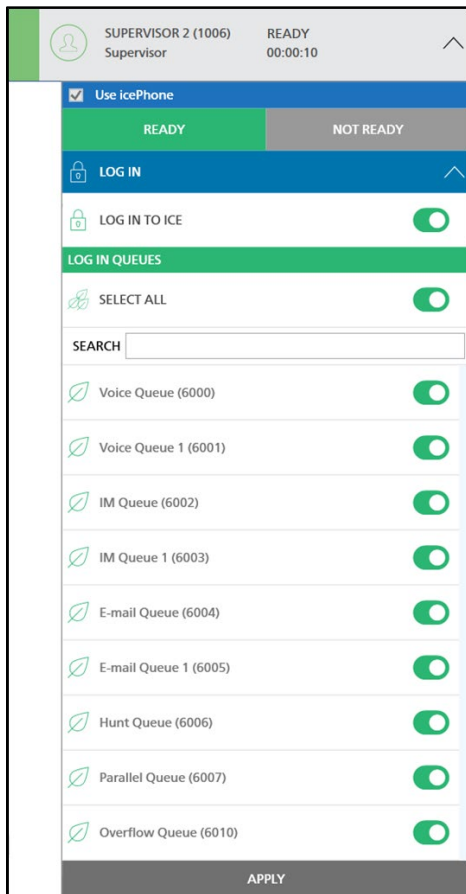 SUPERVISOR 2 (1006) READY
Supervisor 00:00:10
Use icePhone
READY NOT READY
LOG IN
LOG IN TO ICE
LOG IN QUEUES
SELECT ALL
SEARCH
Voice Queue (6000)
Voice Queue 1 (6001)
IM Queue (6002)
IM Queue 1 (6003)
E-mail Queue (6004)
E-mail Queue 1 (6005)
Hunt Queue (6006)
Parallel Queue (6007)
Overflow Queue (6010)
APPLY